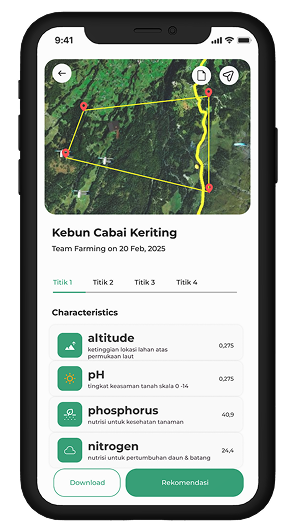 9:41
Kebun Cabai Keriting
Team Farming on 20 Feb, 2025
Titik 1 Titik 2 Titik 3 Titik 4
Characteristics
altitude
ketinggian lokasi lahan atas
permukaan laut
0,275
pH
tingkat keasaman tanah skala 0 -14
0,275
phosphorus
nutrisi untuk kesehatan tanaman
40,9
nitrogen
nutrisi untuk pertumbuhan daun & batang
24,4
Download Rekomendasi